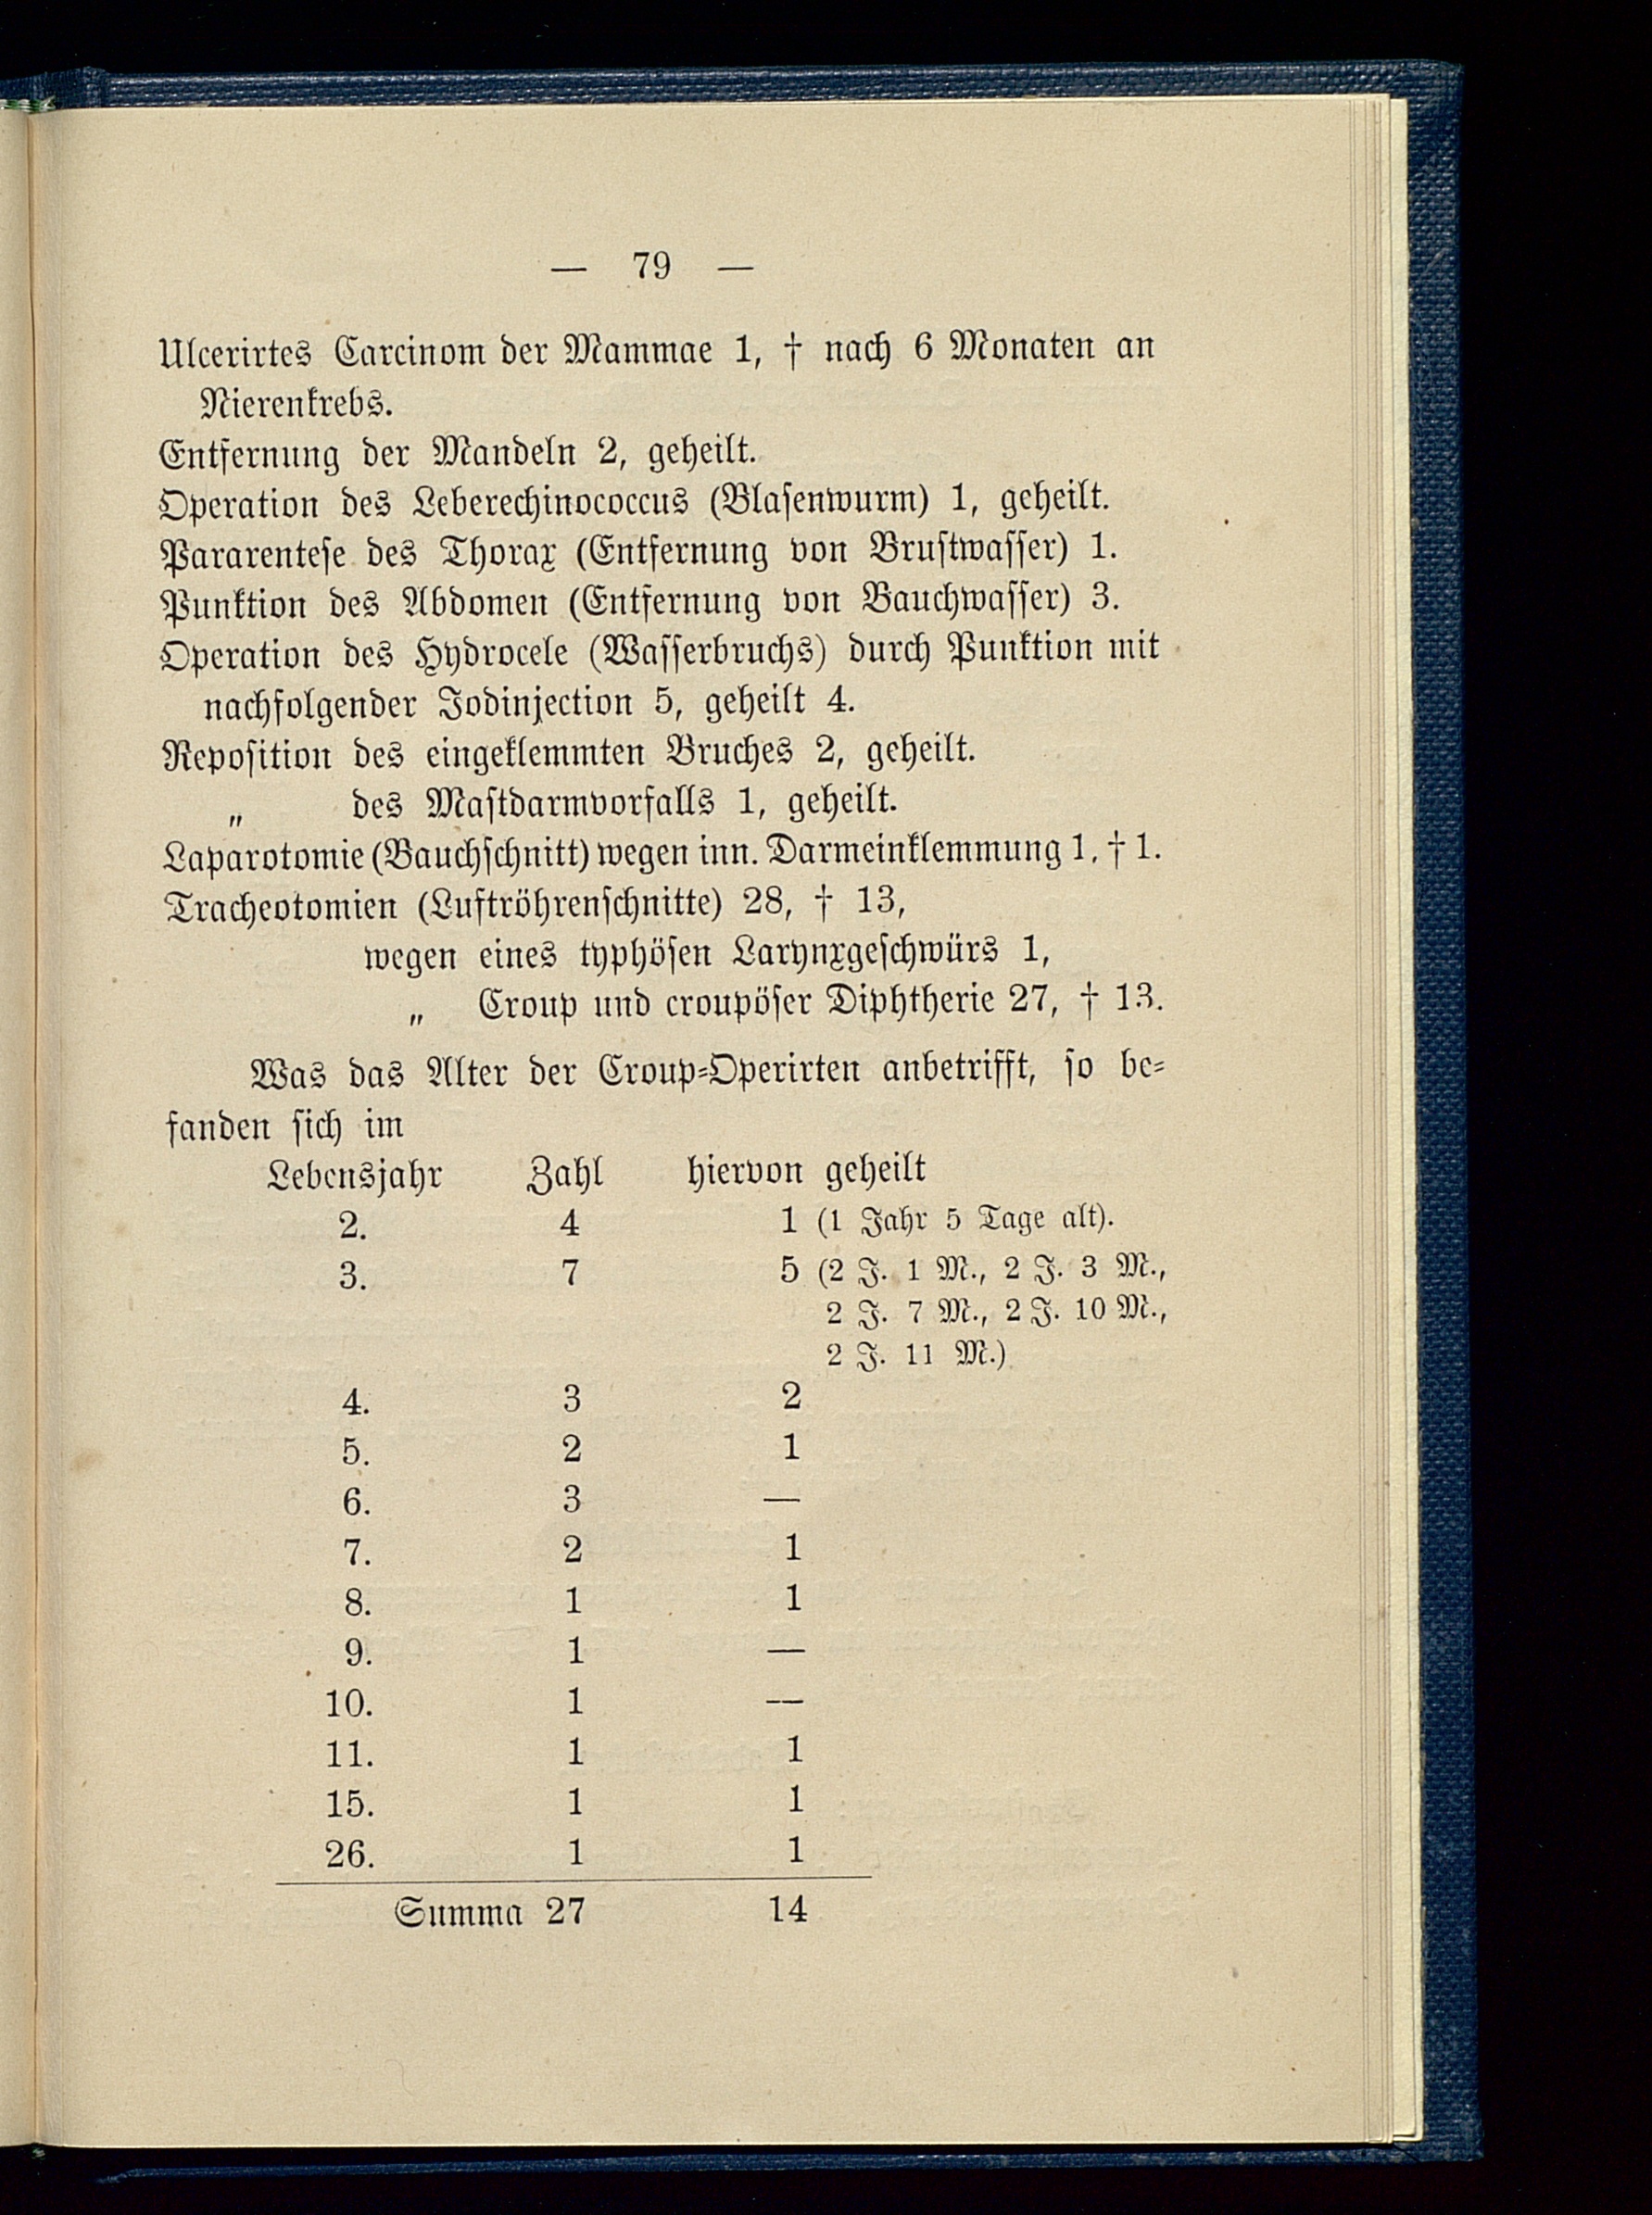 — 79 —
Ulcerirtes Carcinom der Mammae 1, † nach 6 Monaten an
Nierenkrebs.
Entfernung der Mandeln 2, geheilt.
Operation des Leberechinococcus (Blasenwurm) 1, geheilt.
Pararentese des Thorax (Entfernung von Brustwasser) 1.
Punktion des Abdomen (Entfernung von Bauchwasser) 3.
Operation des Hydrocele (Wasserbruchs) durch Punktion mit
nachfolgender Jodinjection 5, geheilt 4.
Reposition des eingeklemmten Bruches 2, geheilt.
„ des Mastdarmvorfalls 1, geheilt.
Laparotomie (Bauchschnitt) wegen inn. Darmeinklemmung 1, † 1.
Tracheotomien (Luftröhrenschnitte) 28, † 13,
wegen eines typhösen Larynxgeschwürs 1,
„ Croup und croupöser Diphtherie 27, † 13.
Was das Alter der Croup-Operirten anbetrifft, so be-
fanden sich im
Lebensjahr Zahl hiervon geheilt
2. 4 1 (1 Jahr 5 Tage alt).
3. 7 5 (2 J. 1 M., 2 J. 3 M.,
2 J. 7 M., 2 J. 10 M.,
2 J. 11 M.)
4. 3 2
5. 2 1
6. 3 —
7. 2 1
8. 1 1
9. 1 —
10. 1 —
11. 1 1
15. 1 1
26. 1 1
Summa 27 14